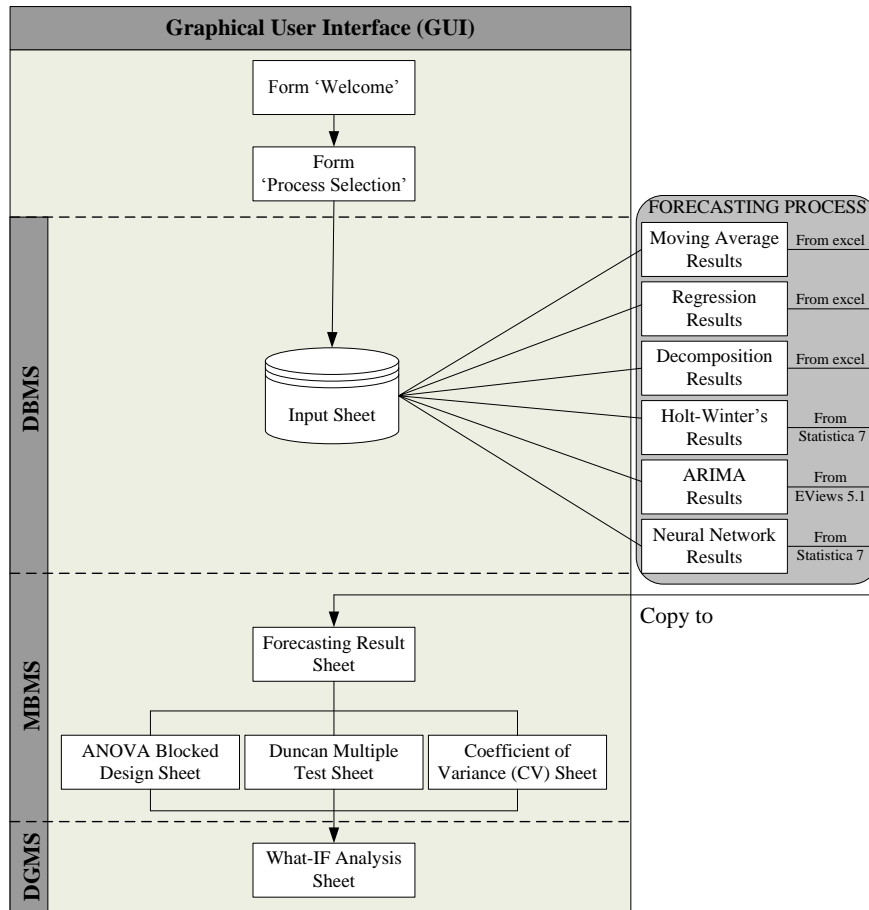 Graphical User Interface (GUI)
Form ‘Welcome’
Form
‘Process Selection’
DBMS
Input Sheet
FORECASTING PROCESS
Moving Average
Results
From excel
Regression
Results
From excel
Decomposition
Results
From excel
Holt-Winter's
Results
From
Statistica 7
ARIMA
Results
From
EViews 5.1
Neural Network
Results
From
Statistica 7
Copy to
MBMS
Forecasting Result
Sheet
ANOVA Blocked
Design Sheet
Duncan Multiple
Test Sheet
Coefficient of
Variance (CV) Sheet
DGMS
What-IF Analysis
Sheet